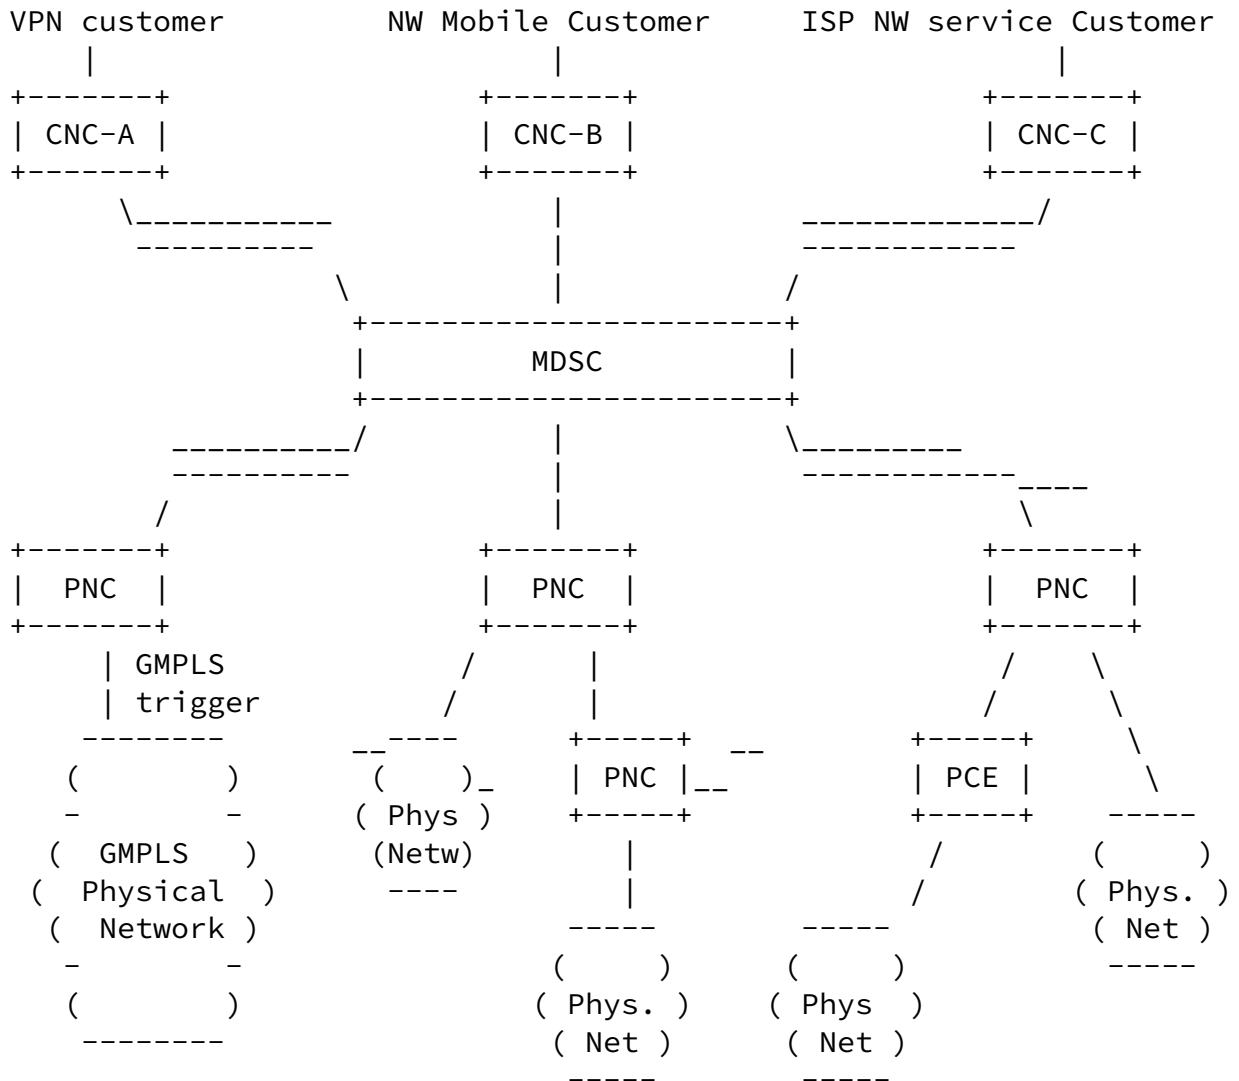 VPN customer NW Mobile Customer ISP NW service Customer
CNC-A CNC-B CNC-C
MDSC
PNC PNC PNC
GMPLS
trigger
PNC PCE
Phys
GMPLS Netw
Physical Phys.
Network Net
Phys. Phys
Net Net